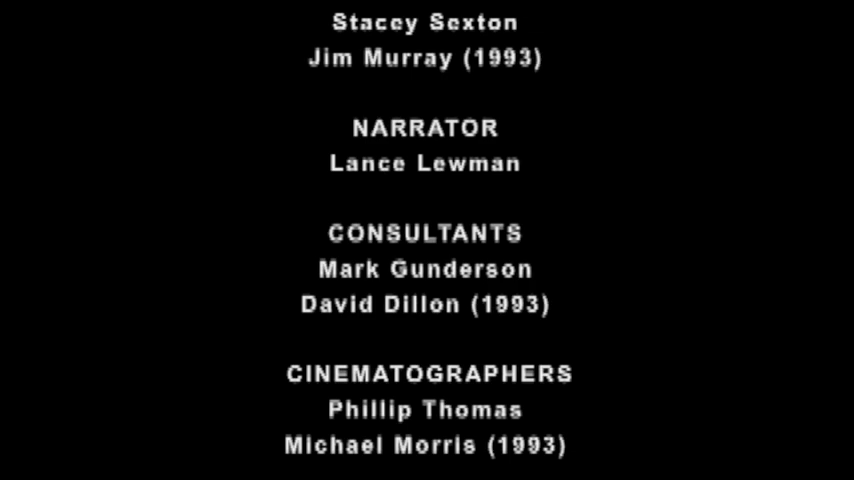 Stacey Sexton
Jim Murray (1993)
NARRATOR
Lance Lewman
CONSULTANTS
Mark Gunderson
David Dillon (1993)
CINEMATOGRAPHERS
Phillip Thomas
Michael Morris (1993)